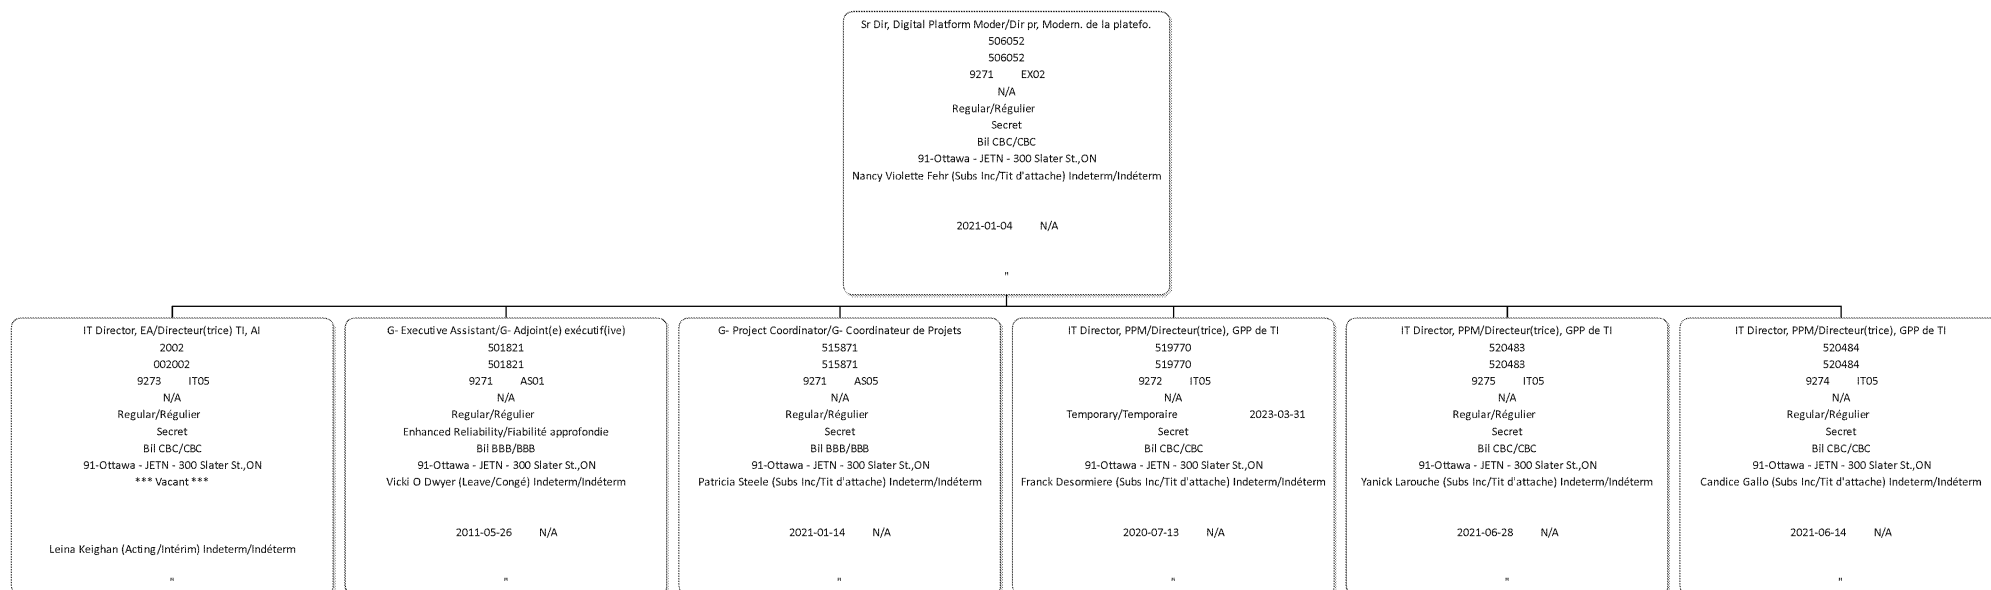 Sr Dir, Digital Platform Moder/Dir pr, Modern. de la platefo.
506052
506052
9271 EX02
N/A
Regular/Régulier
Secret
Bil CBC/CBC
91-Ottawa - JETN - 300 Slater St.,ON
Nancy Violette Fehr (Subs Inc/Tit d'attache) Indeterm/Indéterm
2021-01-04 N/A
"
IT Director, EA/Directeur(trice) TI, AI
2002
002002
9273 IT05
N/A
Regular/Régulier
Secret
Bil CBC/CBC
91-Ottawa - JETN - 300 Slater St.,ON
*** Vacant ***
Leina Keighan (Acting/Intérim) Indeterm/Indéterm
"
G- Executive Assistant/G- Adjoint(e) exécutif(ive)
501821
501821
9271 AS01
N/A
Regular/Régulier
Enhanced Reliability/Fiabilité approfondie
Bil BBB/BBB
91-Ottawa - JETN - 300 Slater St.,ON
Vicki O Dwyer (Leave/Congé) Indeterm/Indéterm
2011-05-26 N/A
"
G- Project Coordinator/G- Coordinateur de Projets
515871
515871
9271 AS05
N/A
Regular/Régulier
Secret
Bil BBB/BBB
91-Ottawa - JETN - 300 Slater St.,ON
Patricia Steele (Subs Inc/Tit d'attache) Indeterm/Indéterm
2021-01-14 N/A
"
IT Director, PPM/Directeur(trice), GPP de TI
519770
519770
9272 IT05
N/A
Temporary/Temporaire 2023-03-31
Secret
Bil CBC/CBC
91-Ottawa - JETN - 300 Slater St.,ON
Franck Desormiere (Subs Inc/Tit d'attache) Indeterm/Indéterm
2020-07-13 N/A
"
IT Director, PPM/Directeur(trice), GPP de TI
520483
520483
9275 IT05
N/A
Regular/Régulier
Secret
Bil CBC/CBC
91-Ottawa - JETN - 300 Slater St.,ON
Yanick Larouche (Subs Inc/Tit d'attache) Indeterm/Indéterm
2021-06-28 N/A
"
IT Director, PPM/Directeur(trice), GPP de TI
520484
520484
9274 IT05
N/A
Regular/Régulier
Secret
Bil CBC/CBC
91-Ottawa - JETN - 300 Slater St.,ON
Candice Gallo (Subs Inc/Tit d'attache) Indeterm/Indéterm
2021-06-14 N/A
"